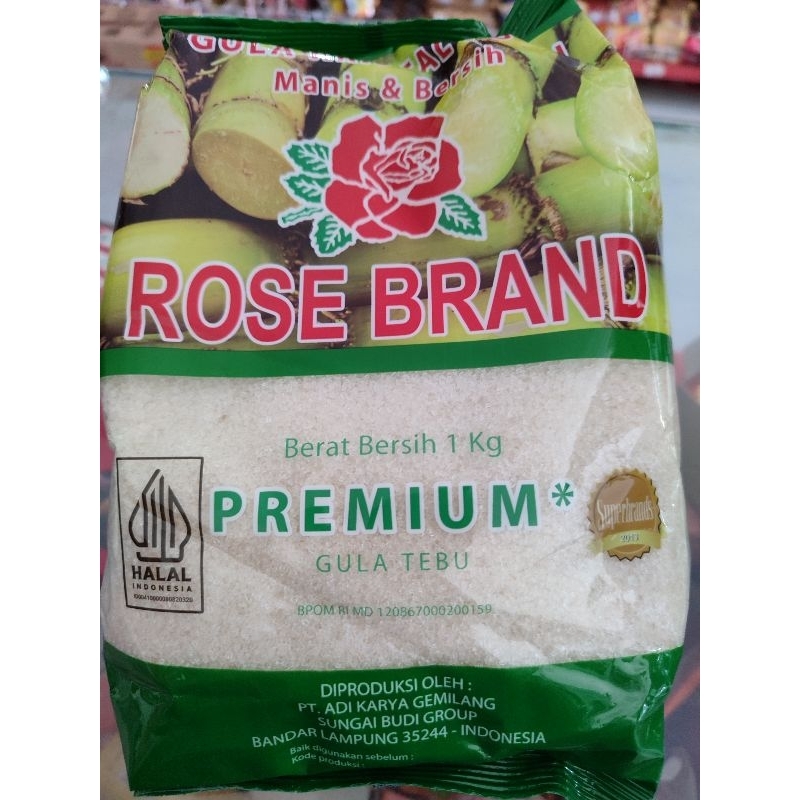 GULA
Manis & Bersih
ROSE BRAND
Berat Bersih 1 Kg
PREMIUM*
GULA TEBU
Superbrands
HALAL
INDONESIA
BPOM RI MD 120867000200159
DIPRODUKSI OLEH :
PT. ADI KARYA GEMILANG
SUNGAI BUDI GROUP
BANDAR LAMPUNG 35244 - INDONESIA
Baik digunakan sebelum :
Kode produksi :